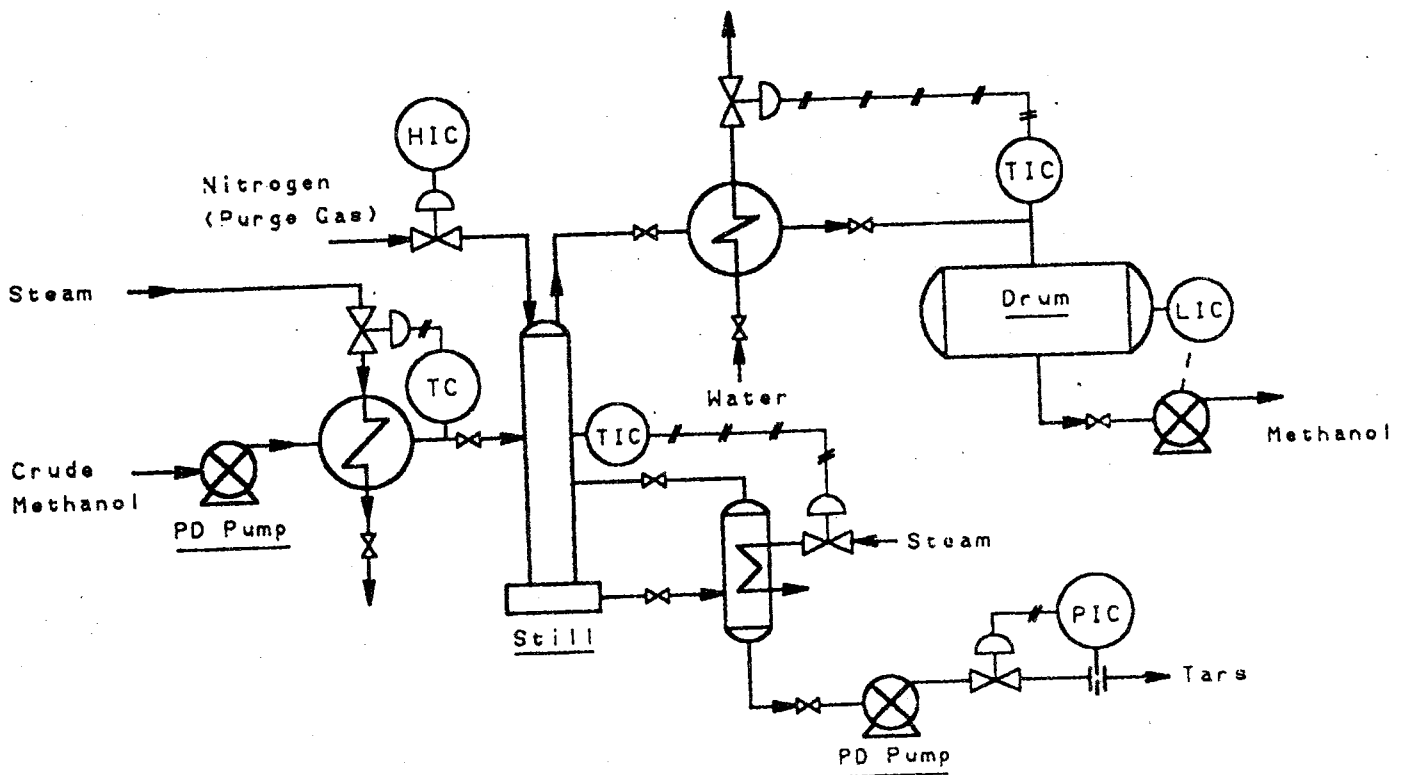 HIC
Nitrogen
(Purge Gas)
TIC
Steam
Drum
LIC
TC
Water
TIC
Methanol
Crude
Methanol
PD Pump
Steam
Still
PIC
Tars
PD Pump